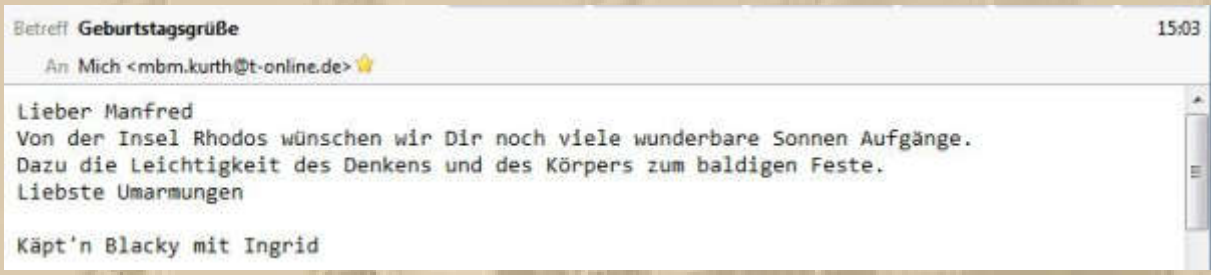 Betreff Geburtstagsgrüße 15:03
An Mich <mbm.kurth@t-online.de>
Lieber Manfred
Von der Insel Rhodos wünschen wir Dir noch viele wunderbare Sonnen Aufgänge.
Dazu die Leichtigkeit des Denkens und des Körpers zum baldigen Feste.
Liebste Umarmungen
Käpt'n Blacky mit Ingrid